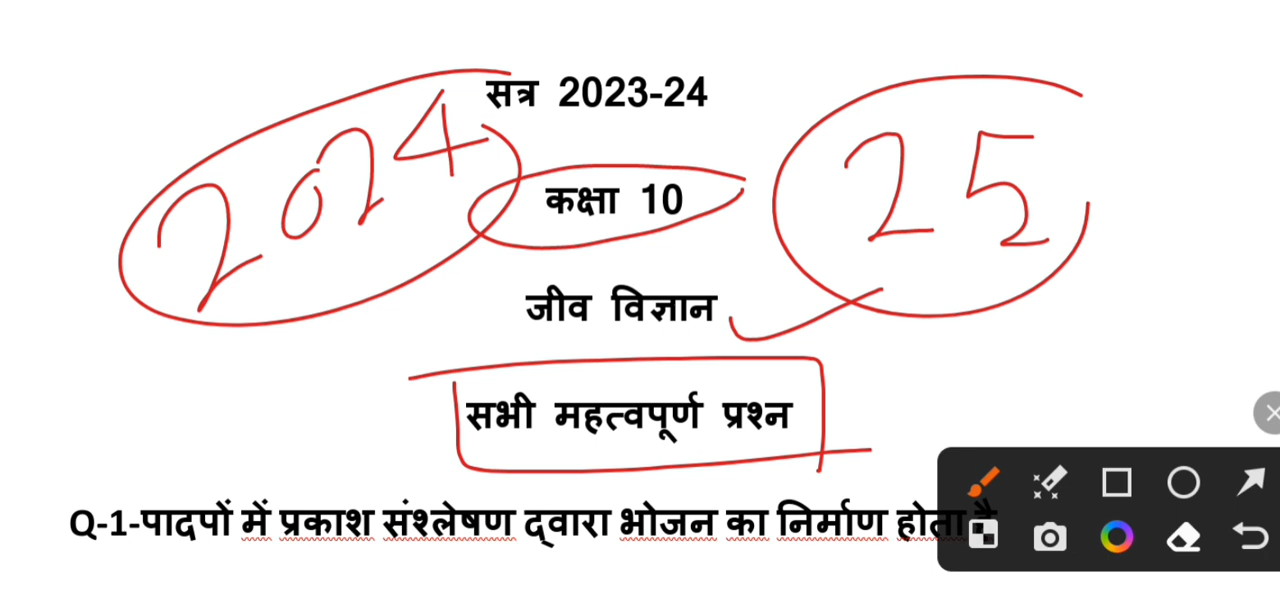 सत्र 2023-24
2024
25
कक्षा 10
जीव विज्ञान
सभी महत्वपूर्ण प्रश्न
Q-1-पादपों में प्रकाश संश्लेषण द्वारा भोजन का निर्माण होता है